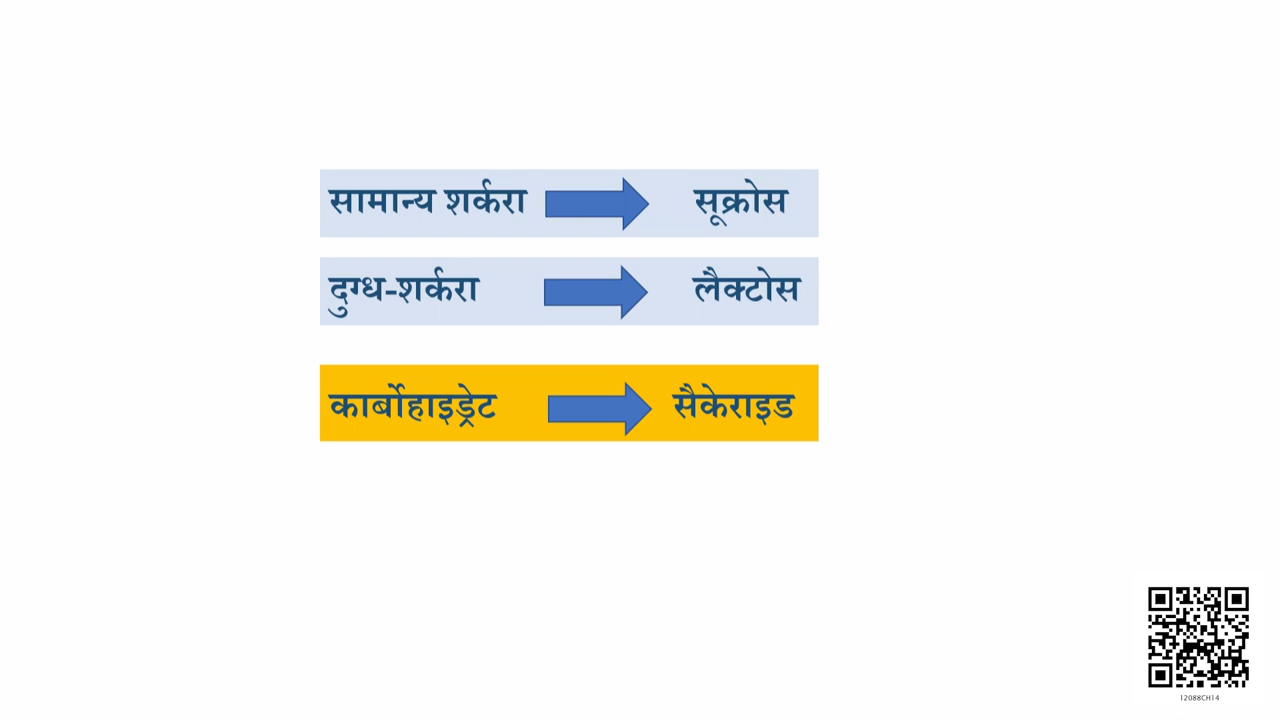 सामान्य शर्करा सूक्रोस
दुग्ध-शर्करा लैक्टोस
कार्बोहाइड्रेट सैकेराइड
12088CH14